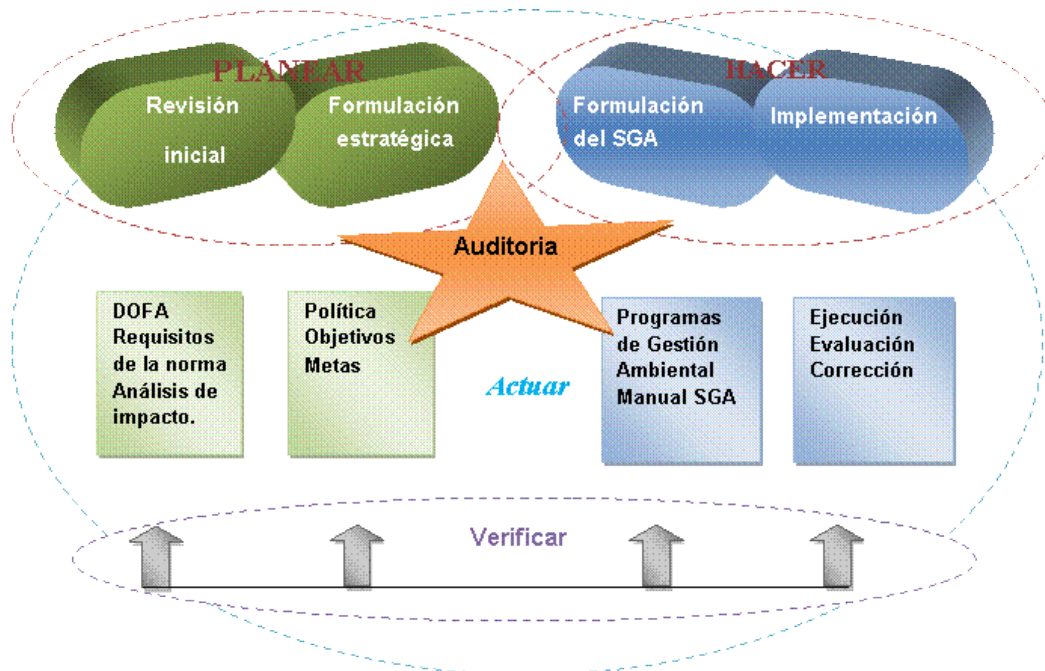 PLANEAR
HACER
Revisión
inicial
Formulación
estratégica
Formulación
del SGA
Implementación
Auditoria
DOFA
Requisitos
de la norma
Análisis de
impacto.
Política
Objetivos
Metas
Actuar
Programas
de Gestión
Ambiental
Manual SGA
Ejecución
Evaluación
Corrección
Verificar